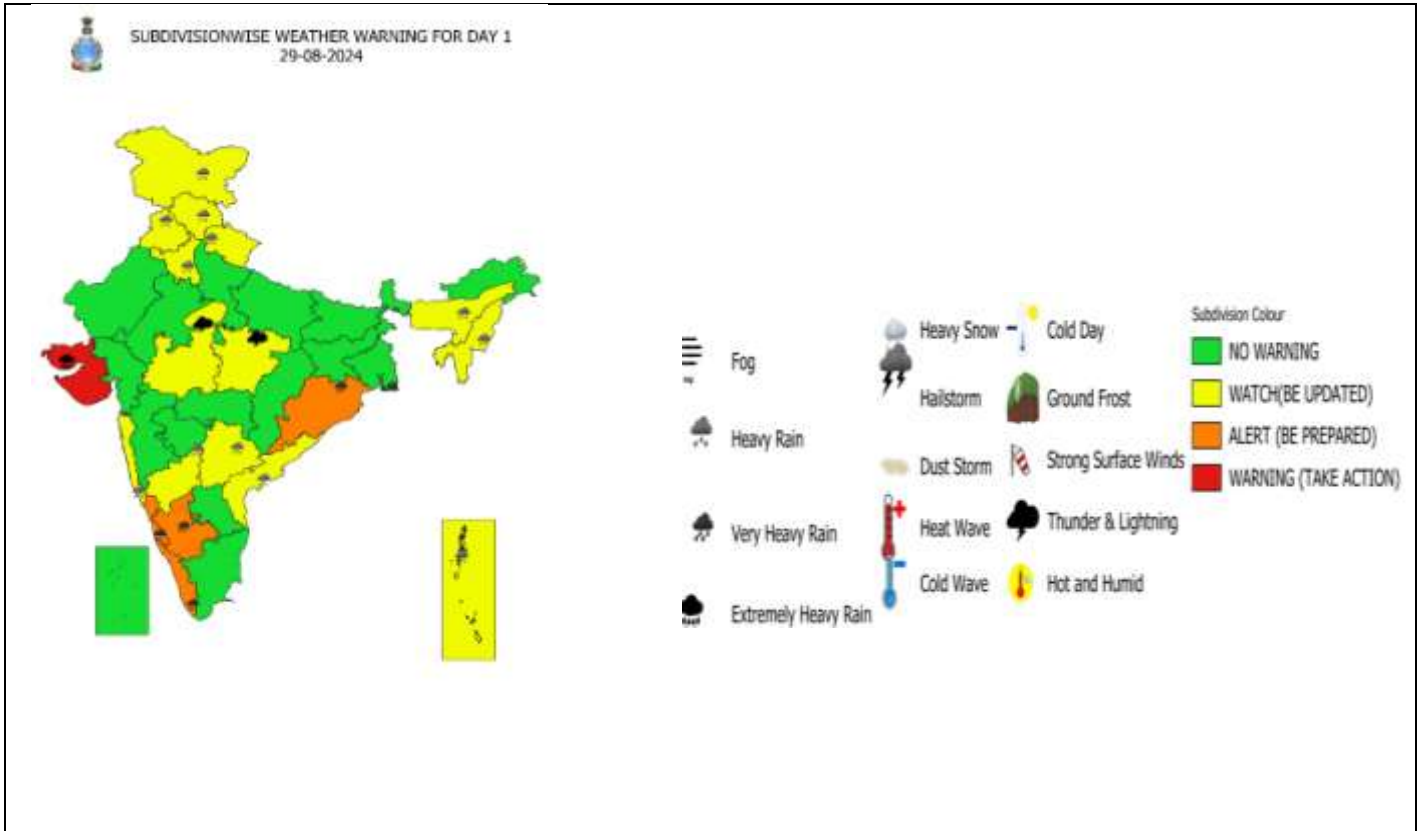 SUBDIVISIONWISE WEATHER WARNING FOR DAY 1
29-08-2024
Fog
Heavy Rain
Very Heavy Rain
Extremely Heavy Rain
Heavy Snow
Hailstorm
Dust Storm
Heat Wave
Cold Wave
Cold Day
Ground Frost
Strong Surface Winds
Thunder & Lightning
Hot and Humid
Subdivision Colour
NO WARNING
WATCH(BE UPDATED)
ALERT (BE PREPARED)
WARNING (TAKE ACTION)